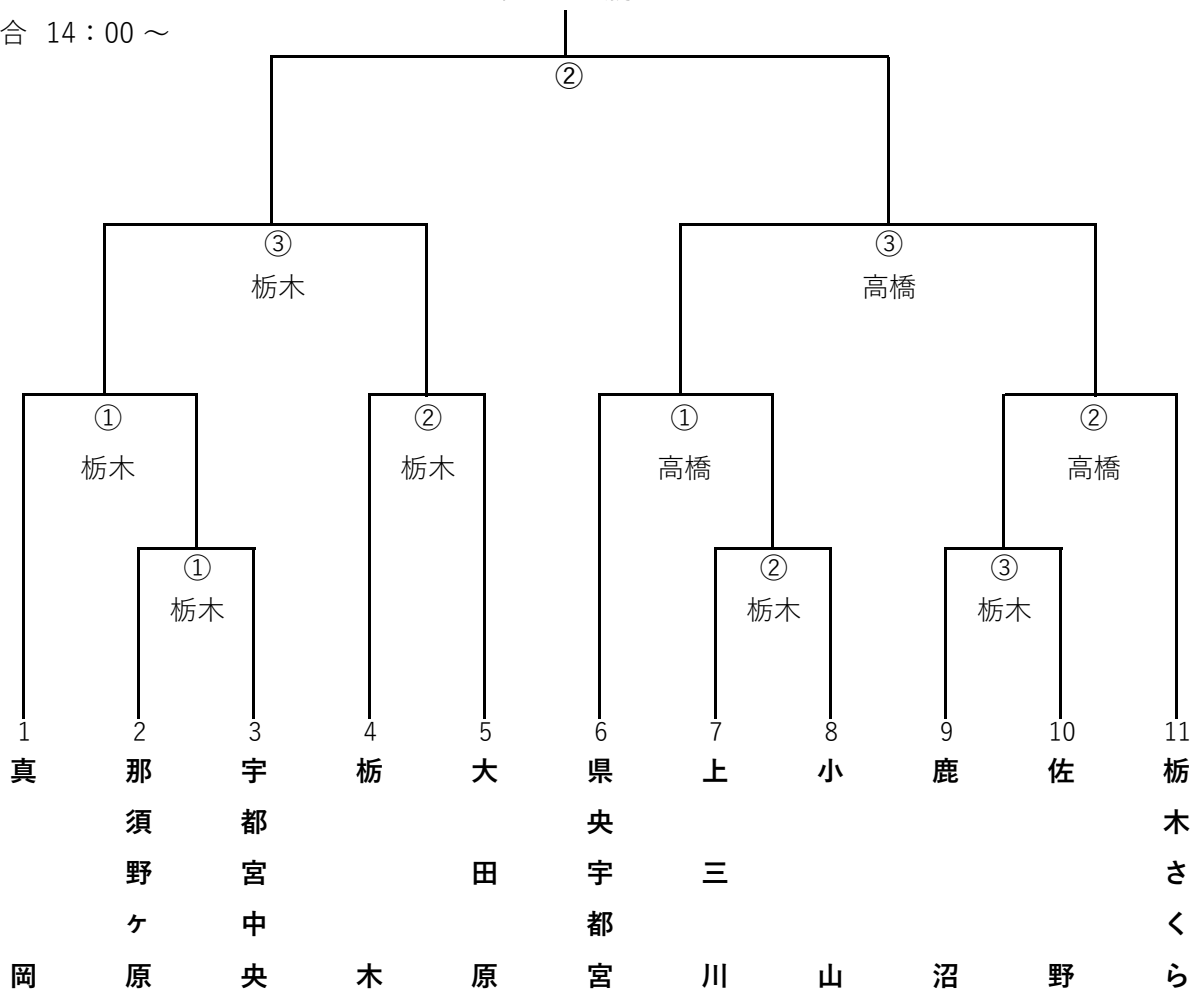 合 14：00～
②
③ ③
栃木 高橋
① ② ① ②
栃木 栃木 高橋 高橋
① ② ③
栃木 栃木 栃木
1 2 3 4 5 6 7 8 9 10 11
真岡
那須野ヶ原
宇都宮中央
栃木
大田原
県央宇都宮
上三川
小山
鹿沼
佐野
栃木さくら